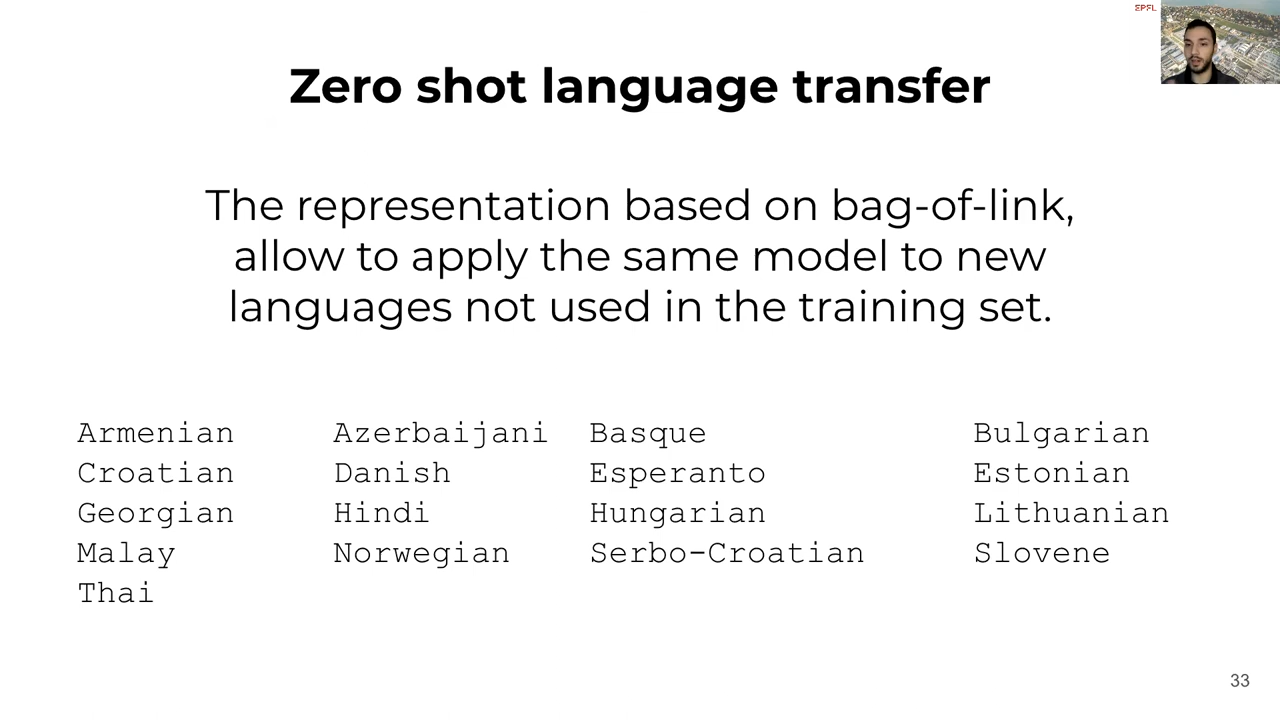 EPFL
Zero shot language transfer
The representation based on bag-of-link,
allow to apply the same model to new
languages not used in the training set.
Armenian Azerbaijani Basque Bulgarian
Croatian Danish Esperanto Estonian
Georgian Hindi Hungarian Lithuanian
Malay Norwegian Serbo-Croatian Slovene
Thai
33